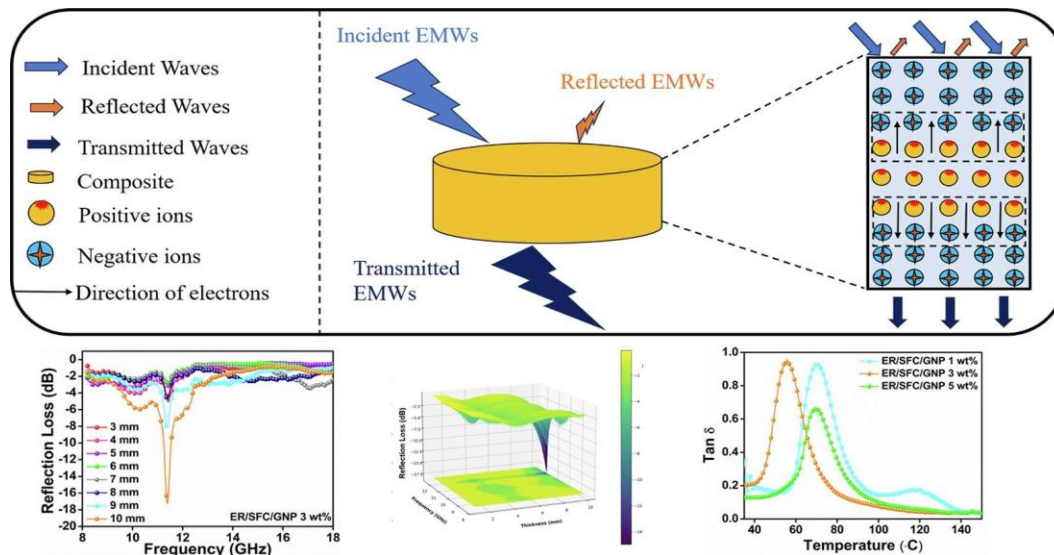 Incident Waves
Reflected Waves
Transmitted Waves
Composite
Positive ions
Negative ions
Direction of electrons
Incident EMWs
Reflected EMWs
Transmitted
EMWs
Reflection Loss (dB)
0
-2
-4
-6
-8
-10
-12
-14
-16
-18
-20
3 mm
4 mm
5 mm
6 mm
7 mm
8 mm
9 mm
10 mm
ER/SFC/GNP 3 wt%
8 10 12 14 16 18
Frequency (GHz)
Reflection Loss (dB)
Frequency (GHz)
Thickness (mm)
Tan δ
1.0
0.8
0.6
0.4
0.2
0.0
ER/SFC/GNP 1 wt%
ER/SFC/GNP 3 wt%
ER/SFC/GNP 5 wt%
40 60 80 100 120 140
Temperature (◦C)